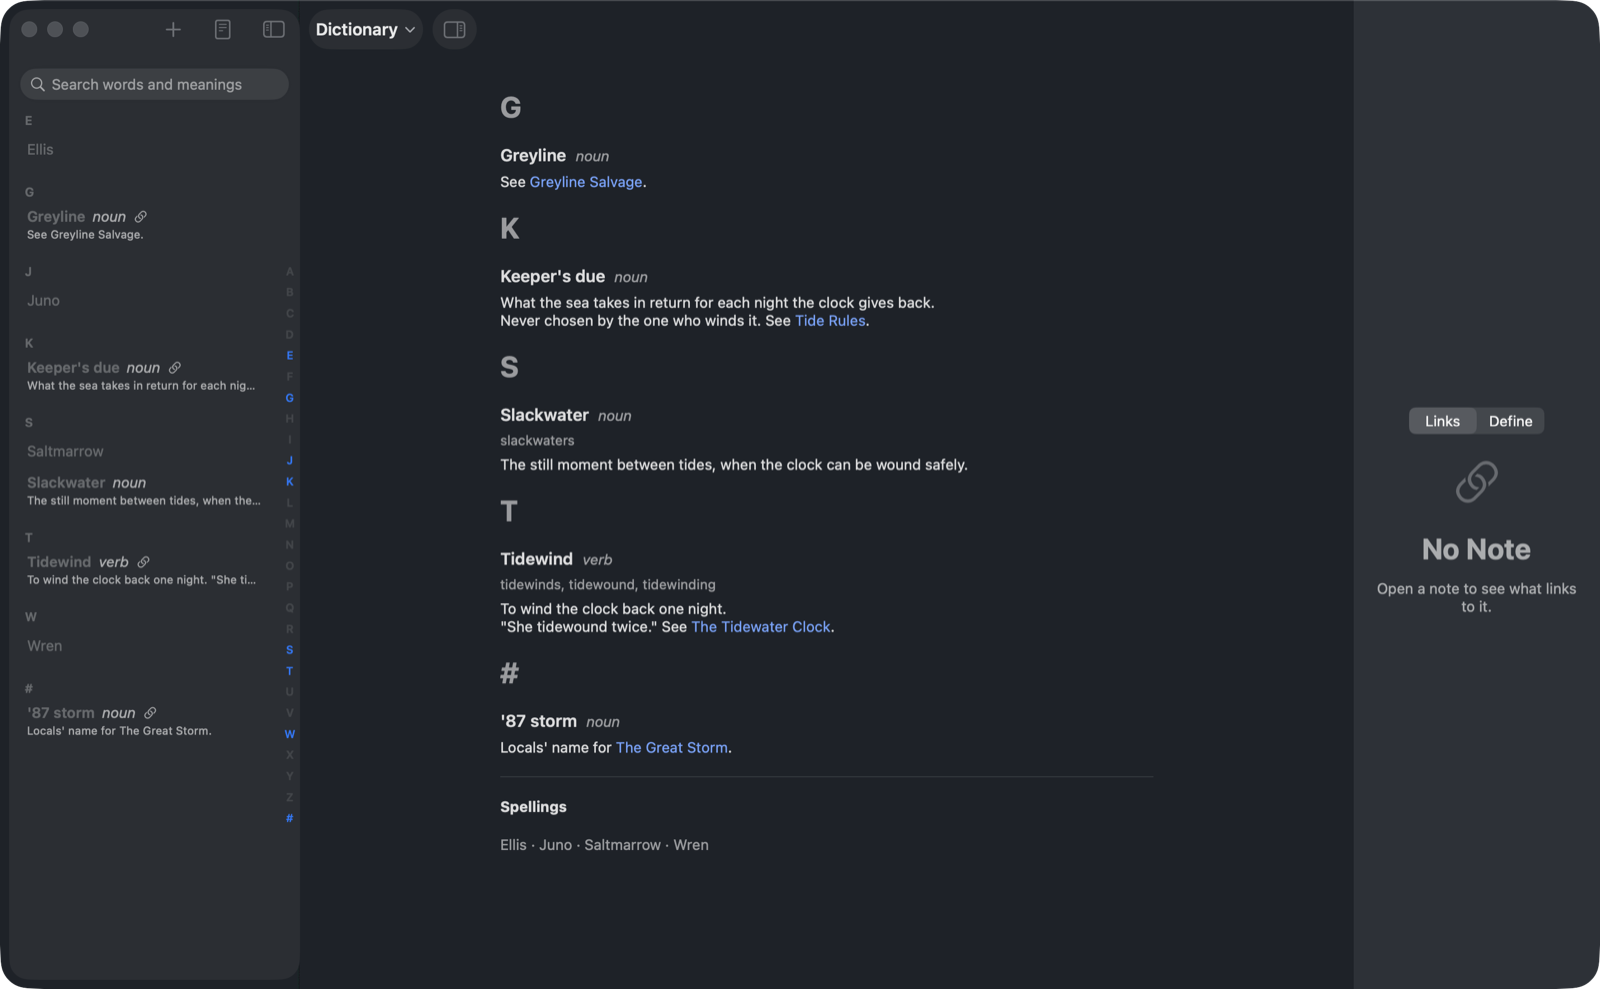 Dictionary
Search words and meanings
E
Ellis
G
Greyline noun
See Greyline Salvage.
J
Juno
K
Keeper's due noun
What the sea takes in return for each nig...
S
Saltmarrow
Slackwater noun
The still moment between tides, when the...
T
Tidewind verb
To wind the clock back one night. "She ti...
W
Wren
#
'87 storm noun
Locals' name for The Great Storm.
A
B
C
D
E
F
G
H
I
J
K
L
M
N
O
P
Q
R
S
T
U
V
W
X
Y
Z
#
G
Greyline noun
See Greyline Salvage.
K
Keeper's due noun
What the sea takes in return for each night the clock gives back.
Never chosen by the one who winds it. See Tide Rules.
S
Slackwater noun
slackwaters
The still moment between tides, when the clock can be wound safely.
T
Tidewind verb
tidewinds, tidewound, tidewinding
To wind the clock back one night.
"She tidewound twice." See The Tidewater Clock.
#
'87 storm noun
Locals' name for The Great Storm.
Spellings
Ellis · Juno · Saltmarrow · Wren
Links Define
No Note
Open a note to see what links
to it.